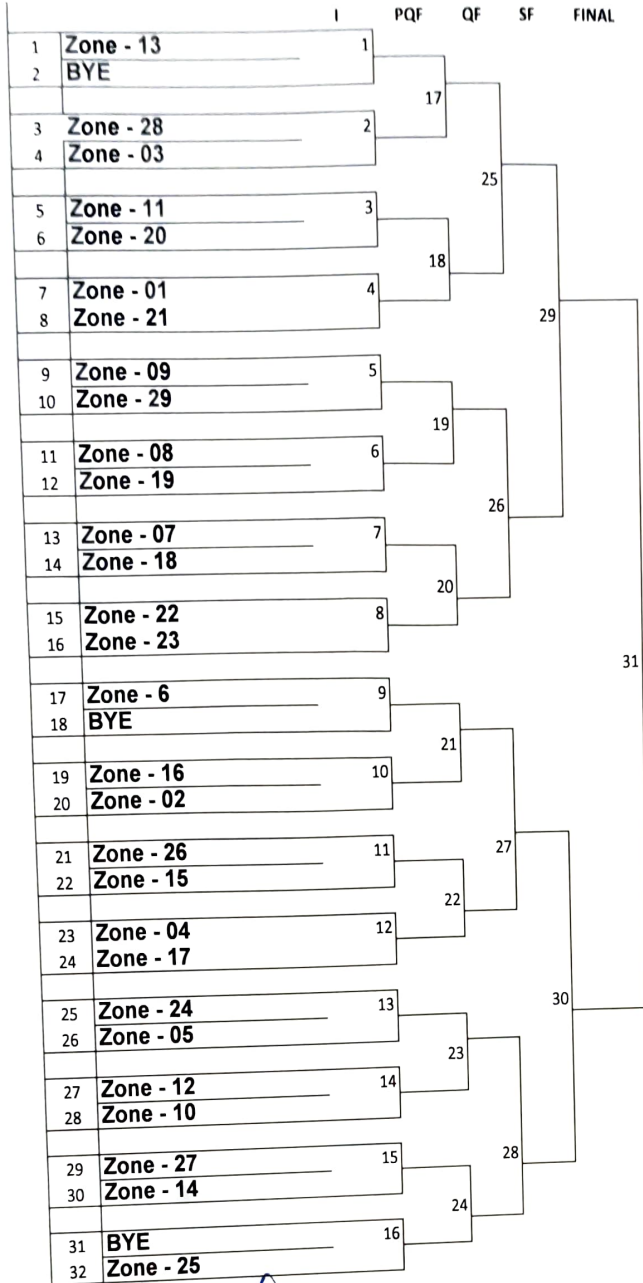 I PQF QF SF FINAL
1 Zone - 13 1
2 BYE
17
3 Zone - 28 2
4 Zone - 03
25
5 Zone - 11 3
6 Zone - 20
18
7 Zone - 01 4
8 Zone - 21
29
9 Zone - 09 5
10 Zone - 29
19
11 Zone - 08 6
12 Zone - 19
26
13 Zone - 07 7
14 Zone - 18
20
15 Zone - 22 8
16 Zone - 23
31
17 Zone - 6 9
18 BYE
21
19 Zone - 16 10
20 Zone - 02
27
21 Zone - 26 11
22 Zone - 15
22
23 Zone - 04 12
24 Zone - 17
30
25 Zone - 24 13
26 Zone - 05
23
27 Zone - 12 14
28 Zone - 10
28
29 Zone - 27 15
30 Zone - 14
24
31 BYE 16
32 Zone - 25